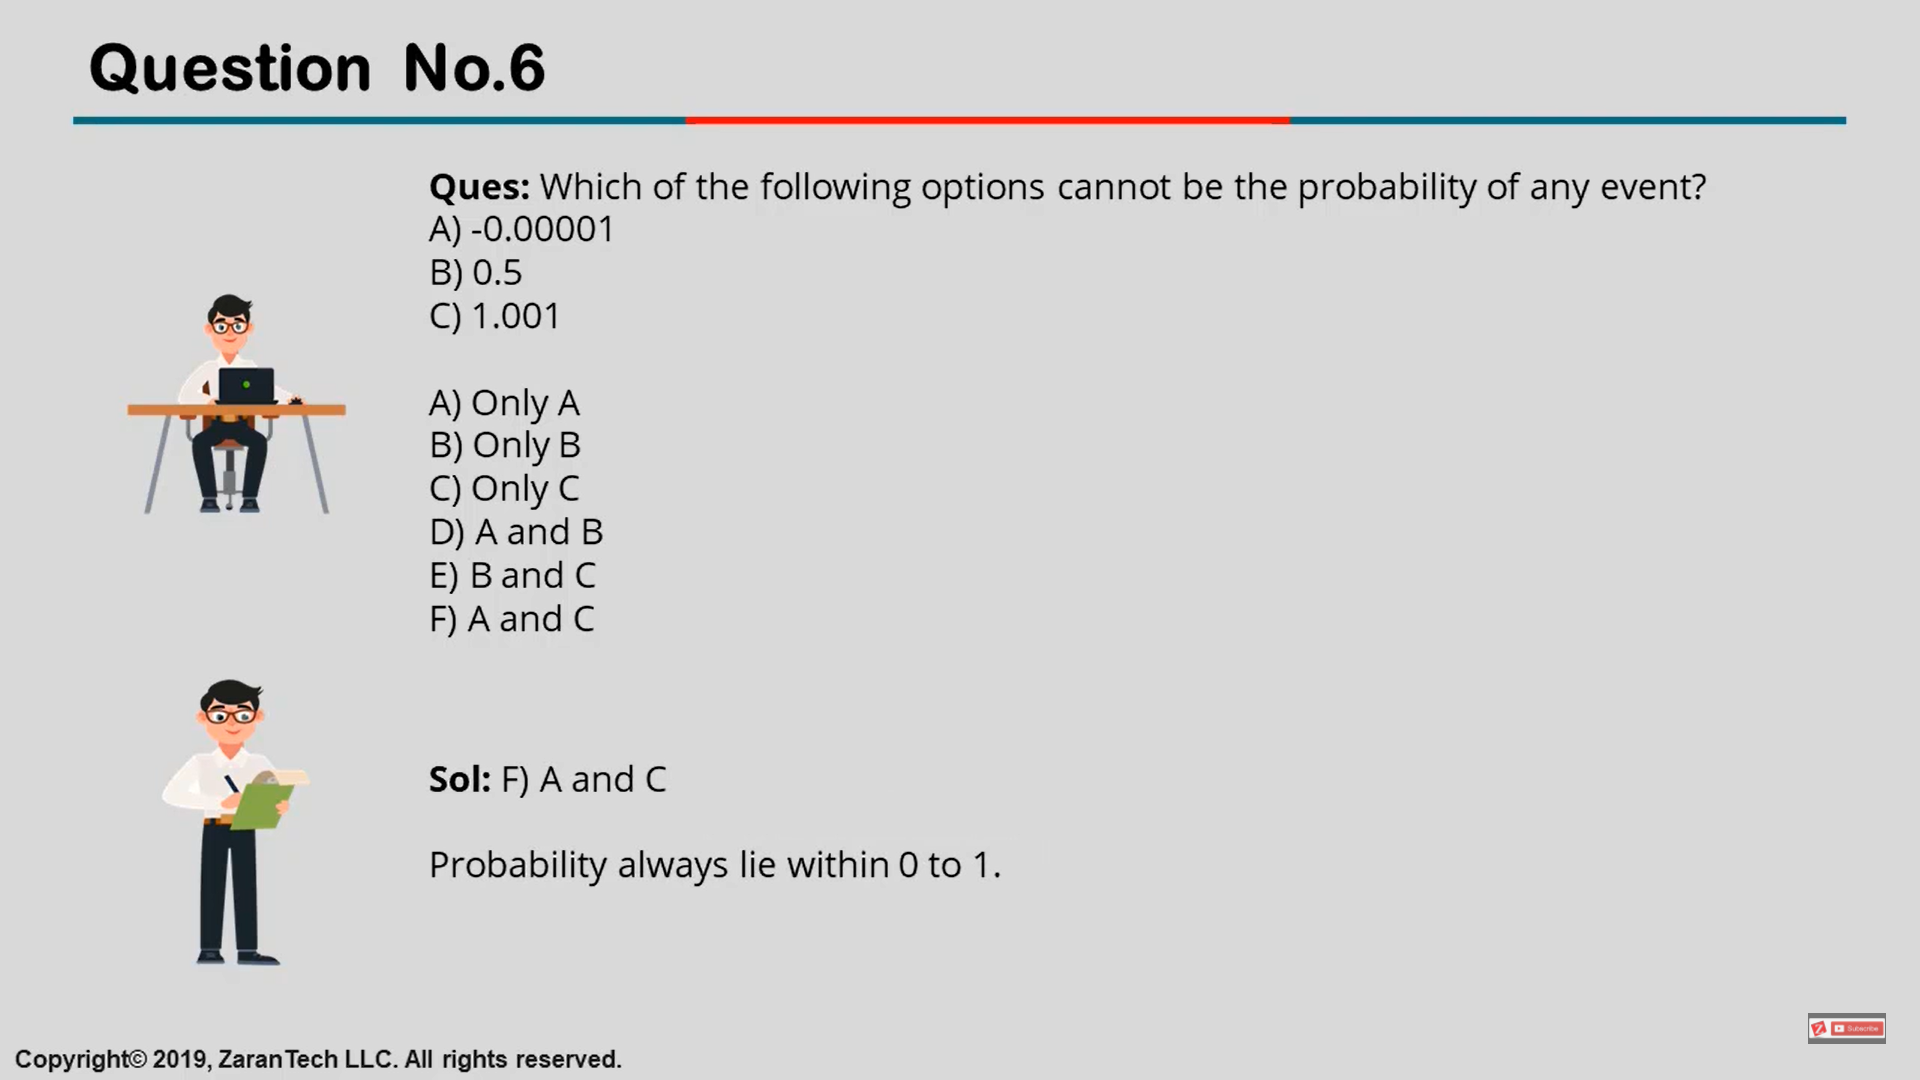 Question No.6
Ques: Which of the following options cannot be the probability of any event?
A) -0.00001
B) 0.5
C) 1.001
A) Only A
B) Only B
C) Only C
D) A and B
E) B and C
F) A and C
Sol: F) A and C
Probability always lie within 0 to 1.
Subscribe
Copyright© 2019, ZaranTech LLC. All rights reserved.